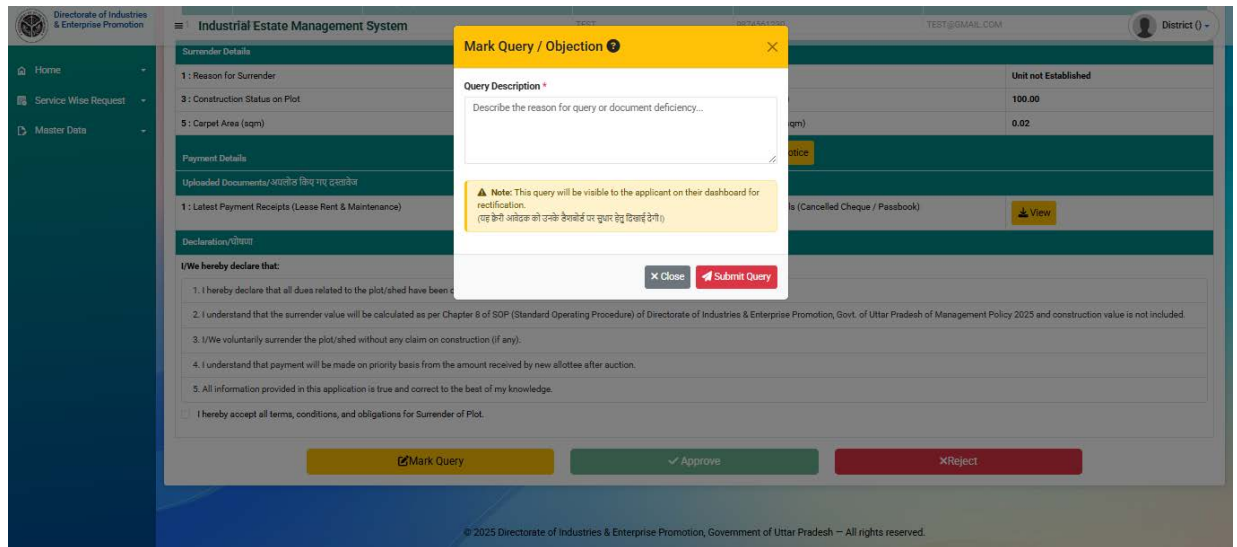 Directorate of Industries
& Enterprise Promotion
Industrial Estate Management System
TEST
9876561230
TEST@GMAIL.COM
District ()
Home
Service Wise Request
Master Data
Mark Query / Objection
Query Description *
Describe the reason for query or document deficiency...
Note: This query will be visible to the applicant on their dashboard for
rectification.
(यह क्वेरी आवेदक को उनके डैशबोर्ड पर सुधार हेतु दिखाई देगी।)
Close
Submit Query
Surrender Details
1 : Reason for Surrender
Unit not Established
3 : Construction Status on Plot
100.00
5 : Carpet Area (sqm)
qm)
0.02
Payment Details
otice
Uploaded Documents/अपलोड किए गए दस्तावेज
1 : Latest Payment Receipts (Lease Rent & Maintenance)
ls (Cancelled Cheque / Passbook)
View
Declaration/घोषणा
I/We hereby declare that:
1. I hereby declare that all dues related to the plot/shed have been
2. I understand that the surrender value will be calculated as per Chapter 8 of SOP (Standard Operating Procedure) of Directorate of Industries & Enterprise Promotion, Govt. of Uttar Pradesh of Management Policy 2025 and construction value is not included.
3. I/We voluntarily surrender the plot/shed without any claim on construction (if any).
4. I understand that payment will be made on priority basis from the amount received by new allottee after auction.
5. All information provided in this application is true and correct to the best of my knowledge.
I hereby accept all terms, conditions, and obligations for Surrender of Plot.
Mark Query
Approve
Reject
© 2025 Directorate of Industries & Enterprise Promotion, Government of Uttar Pradesh — All rights reserved.